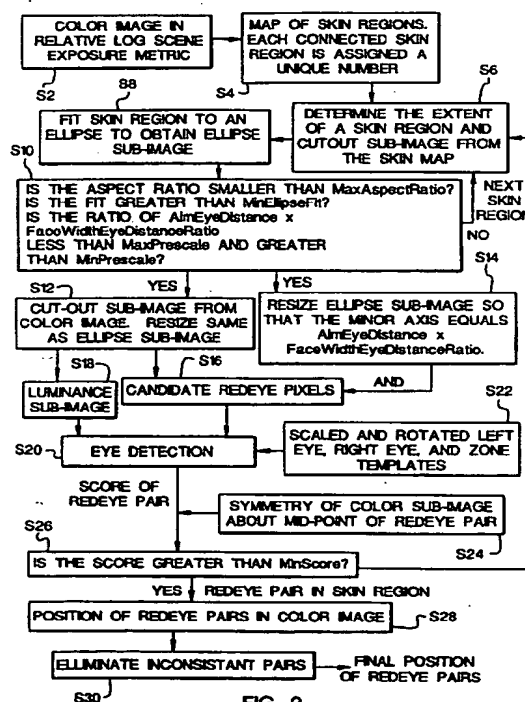 COLOR IMAGE IN
RELATIVE LOG SCENE
EXPOSURE METRIC
S2
MAP OF SKIN REGIONS.
EACH CONNECTED SKIN
REGION IS ASSIGNED A
UNIQUE NUMBER
S4
S6
DETERMINE THE EXTENT
OF A SKIN REGION AND
CUTOUT SUB-IMAGE FROM
THE SKIN MAP
S8
FIT SKIN REGION TO AN
ELLIPSE TO OBTAIN ELLIPSE
SUB-IMAGE
S10
IS THE ASPECT RATIO SMALLER THAN MaxAspectRatio?
IS THE FIT GREATER THAN MinEllipseFit?
IS THE RATIO OF AimEyeDistance x
FaceWidthEyeDistanceRatio
LESS THAN MaxPrescale AND GREATER
THAN MinPrescale?
NEXT
SKIN
REGION
NO
S12
YES
YES
S14
CUT-OUT SUB-IMAGE FROM
COLOR IMAGE. RESIZE SAME
AS ELLIPSE SUB-IMAGE
RESIZE ELLIPSE SUB-IMAGE SO
THAT THE MINOR AXIS EQUALS
AimEyeDistance x
FaceWidthEyeDistanceRatio.
S18
S16
LUMINANCE
SUB-IMAGE
CANDIDATE REDEYE PIXELS
AND
S22
S20
EYE DETECTION
SCALED AND ROTATED LEFT
EYE, RIGHT EYE, AND ZONE
TEMPLATES
SCORE OF
REDEYE PAIR
SYMMETRY OF COLOR SUB-IMAGE
ABOUT MID-POINT OF REDEYE PAIR
S24
S26
IS THE SCORE GREATER THAN MinScore?
YES
REDEYE PAIR IN SKIN REGION
POSITION OF REDEYE PAIRS IN COLOR IMAGE
S28
ELLIMINATE INCONSISTANT PAIRS
FINAL POSITION
OF REDEYE PAIRS
S30
FIG. 2